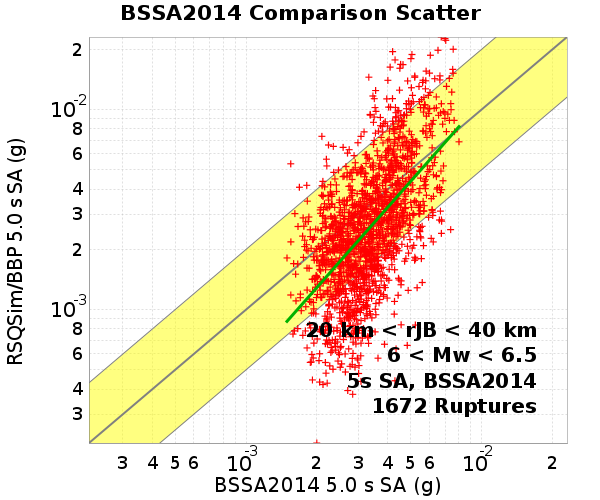 BSSA2014 Comparison Scatter
RSQSim/BBP 5.0 s SA (g)
2
10-2
8
6
4
3
2
10-3
8
6
4
3
20 km < rJB < 40 km
6 < Mw < 6.5
5s SA, BSSA2014
1672 Ruptures
3 4 5 6 10-3 2 3 4 5 6 10-2 2
BSSA2014 5.0 s SA (g)